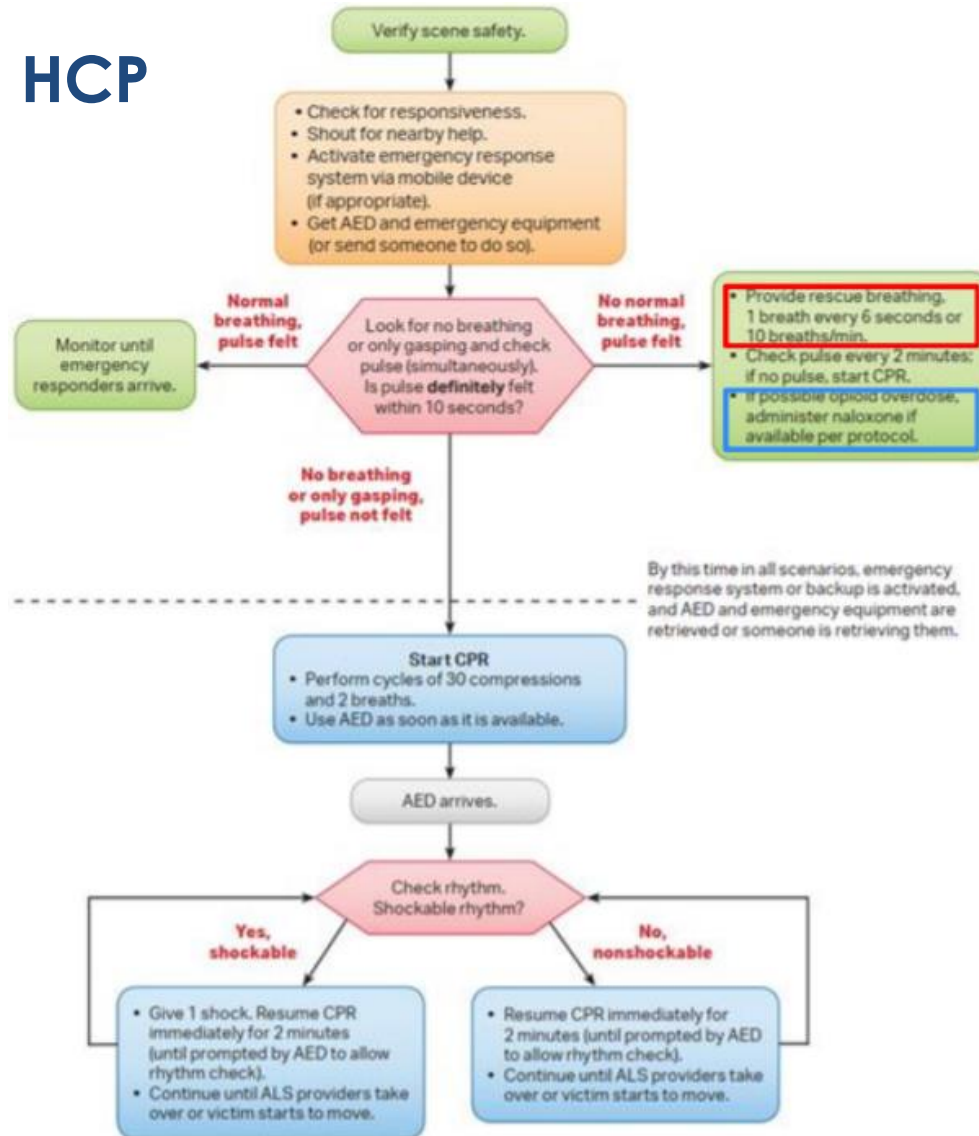 HCP
Verify scene safety.
• Check for responsiveness.
• Shout for nearby help.
• Activate emergency response
system via mobile device
(if appropriate).
• Get AED and emergency equipment
(or send someone to do so).
Normal
breathing,
pulse felt
Look for no breathing
or only gasping and check
pulse (simultaneously).
Is pulse definitely felt
within 10 seconds?
No normal
breathing,
pulse felt
Monitor until
emergency
responders arrive.
• Provide rescue breathing,
1 breath every 6 seconds or
10 breaths/min.
• Check pulse every 2 minutes;
if no pulse, start CPR.
• If possible opioid overdose,
administer naloxone if
available per protocol.
No breathing
or only gasping,
pulse not felt
By this time in all scenarios, emergency
response system or backup is activated,
and AED and emergency equipment are
retrieved or someone is retrieving them.
Start CPR
• Perform cycles of 30 compressions
and 2 breaths.
• Use AED as soon as it is available.
AED arrives.
Check rhythm.
Shockable rhythm?
Yes,
shockable
No,
nonshockable
• Give 1 shock. Resume CPR
immediately for 2 minutes
(until prompted by AED to allow
rhythm check).
• Continue until ALS providers take
over or victim starts to move.
• Resume CPR immediately for
2 minutes (until prompted by AED
to allow rhythm check).
• Continue until ALS providers take
over or victim starts to move.